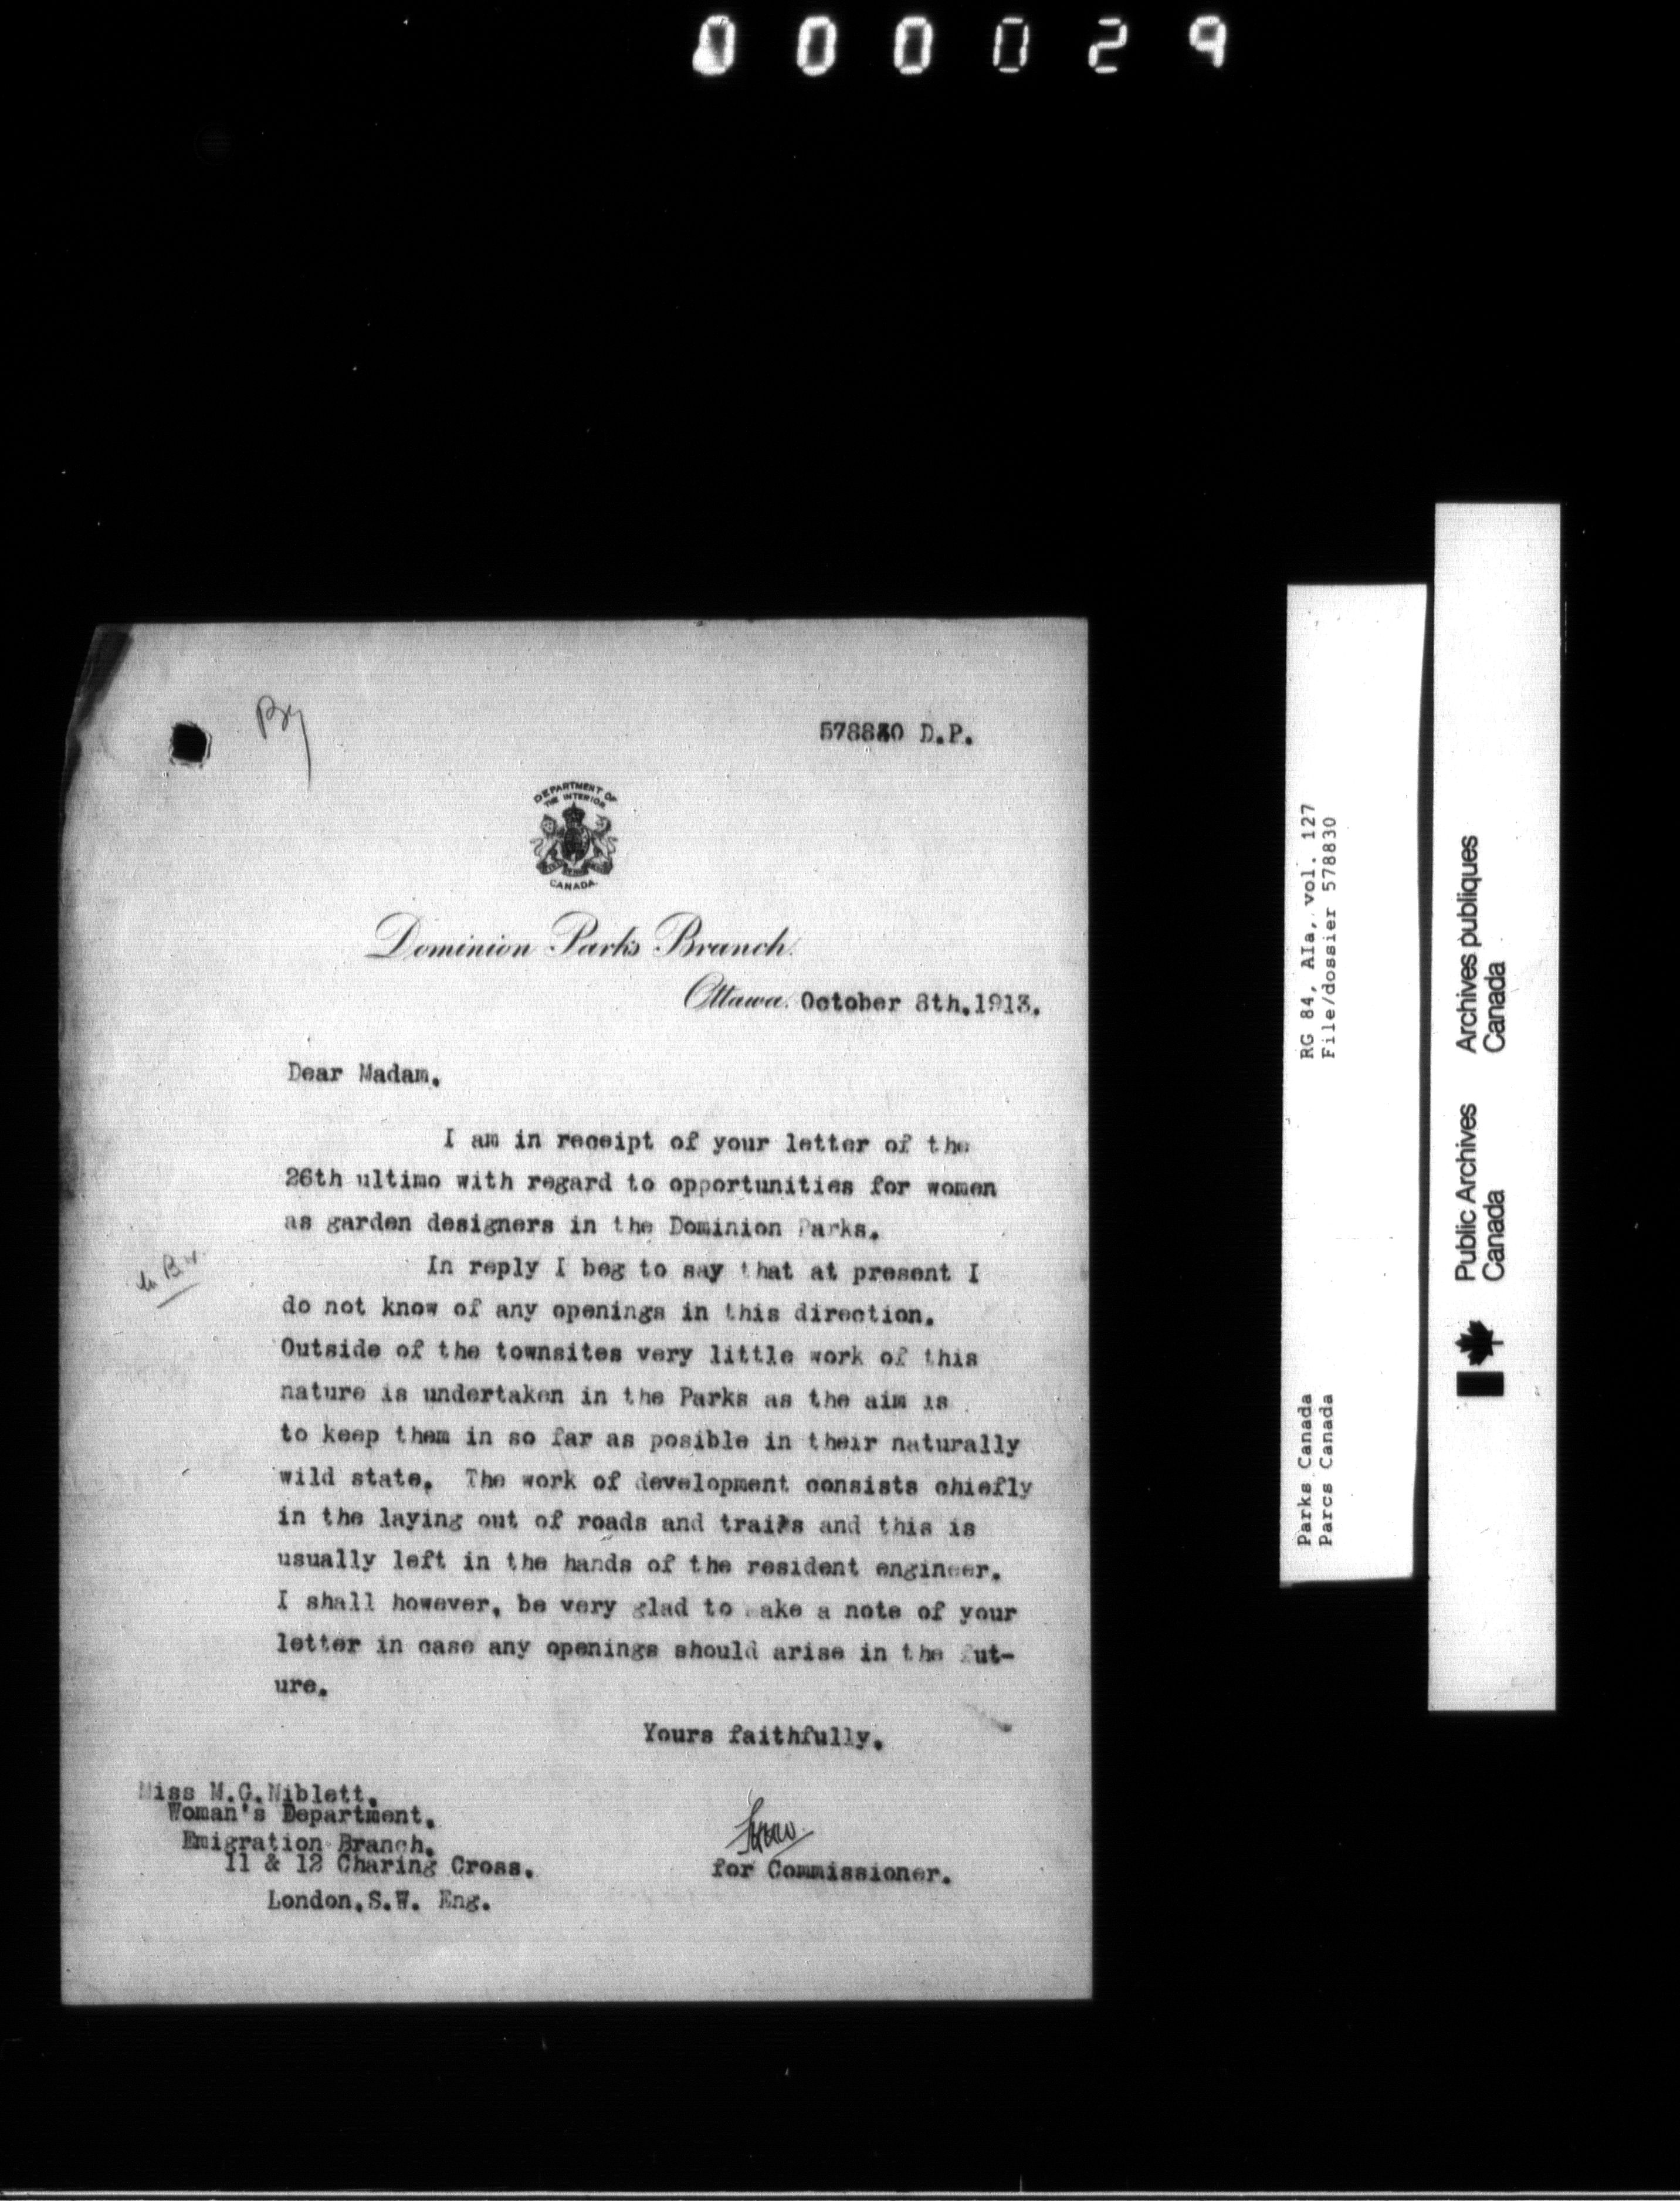 000029
578830 D.P.
DEPARTMENT OF
THE INTERIOR
CANADA
Dominion Parks Branch.
Ottawa. October 8th.1913.
Dear Madam.
I am in receipt of your letter of the
26th ultimo with regard to opportunities for women
as garden designers in the Dominion Parks.
In reply I beg to say that at present I
do not know of any openings in this direction.
Outside of the townsites very little work of this
nature is undertaken in the Parks as the aim is
to keep them in so far as posible in their naturally
wild state. The work of development consists chiefly
in the laying out of roads and trails and this is
usually left in the hands of the resident engineer.
I shall however, be very glad to make a note of your
letter in case any openings should arise in the fut-
ure.
Yours faithfully.
Miss M.G.Niblett.
Woman's Department.
Emigration Branch.
11 & 12 Charing Cross.
London.S.W. Eng.
for Commissioner.
Parks Canada
Parcs Canada
RG 84, AIa, vol. 127
File/dossier 578830
Public Archives
Canada
Archives publiques
Canada